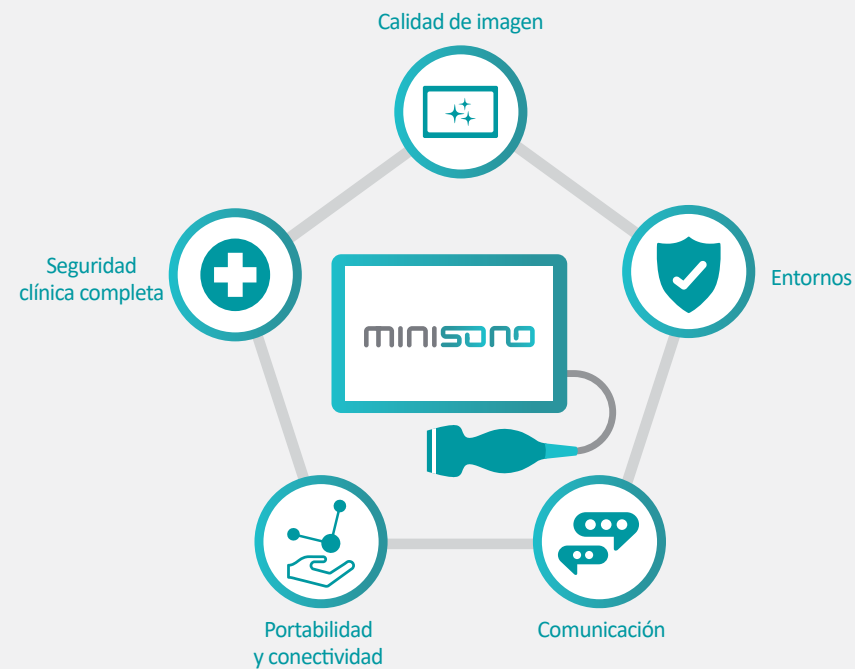 Calidad de imagen
Seguridad
clínica completa
Entornos
minisono
Portabilidad
y conectividad
Comunicación